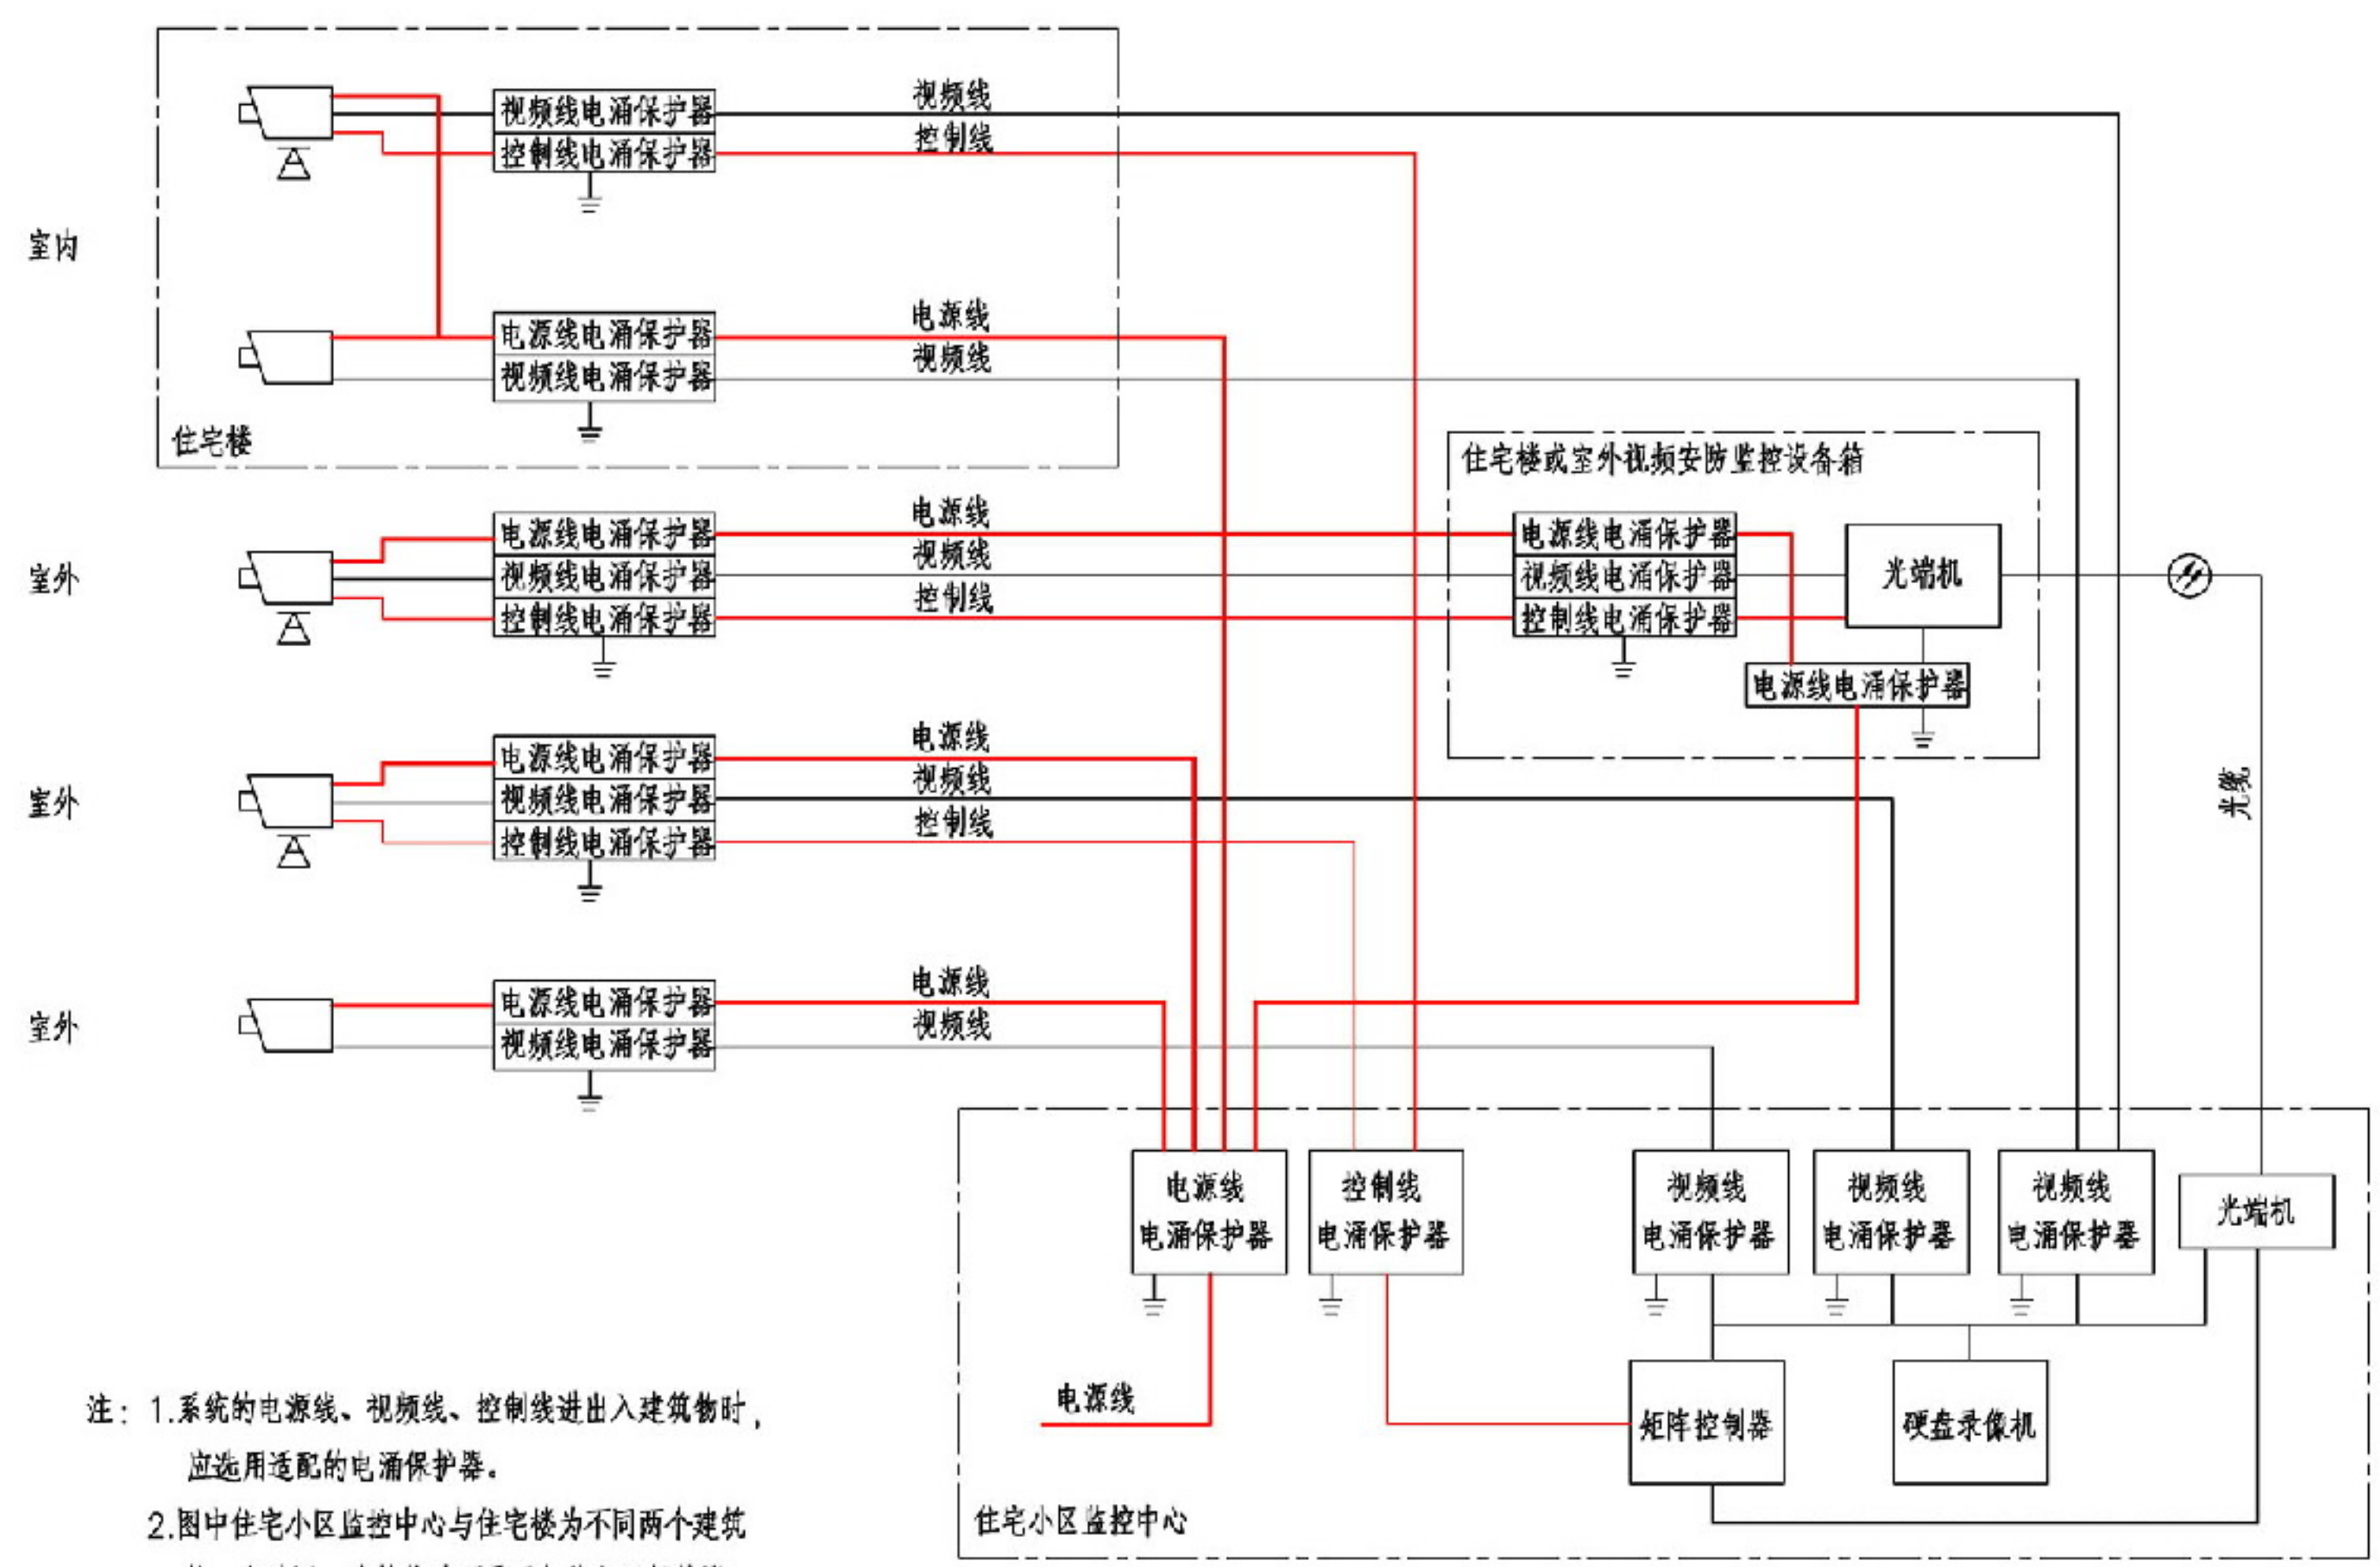 视频线电涌保护器
视频线
控制线电涌保护器
控制线
室内
电源线电涌保护器
电源线
视频线电涌保护器
视频线
住宅楼
住宅楼或室外视频安防监控设备箱
室外
电源线电涌保护器
电源线
视频线电涌保护器
视频线
控制线电涌保护器
控制线
电源线电涌保护器
视频线电涌保护器
控制线电涌保护器
光端机
电源线电涌保护器
光缆
室外
电源线电涌保护器
电源线
视频线电涌保护器
视频线
控制线电涌保护器
控制线
室外
电源线电涌保护器
电源线
视频线电涌保护器
视频线
电源线
电涌保护器
控制线
电涌保护器
视频线
电涌保护器
视频线
电涌保护器
视频线
电涌保护器
光端机
电源线
矩阵控制器
硬盘录像机
住宅小区监控中心
注：1.系统的电源线、视频线、控制线进出入建筑物时，
应选用适配的电涌保护器。
2.图中住宅小区监控中心与住宅楼为不同两个建筑